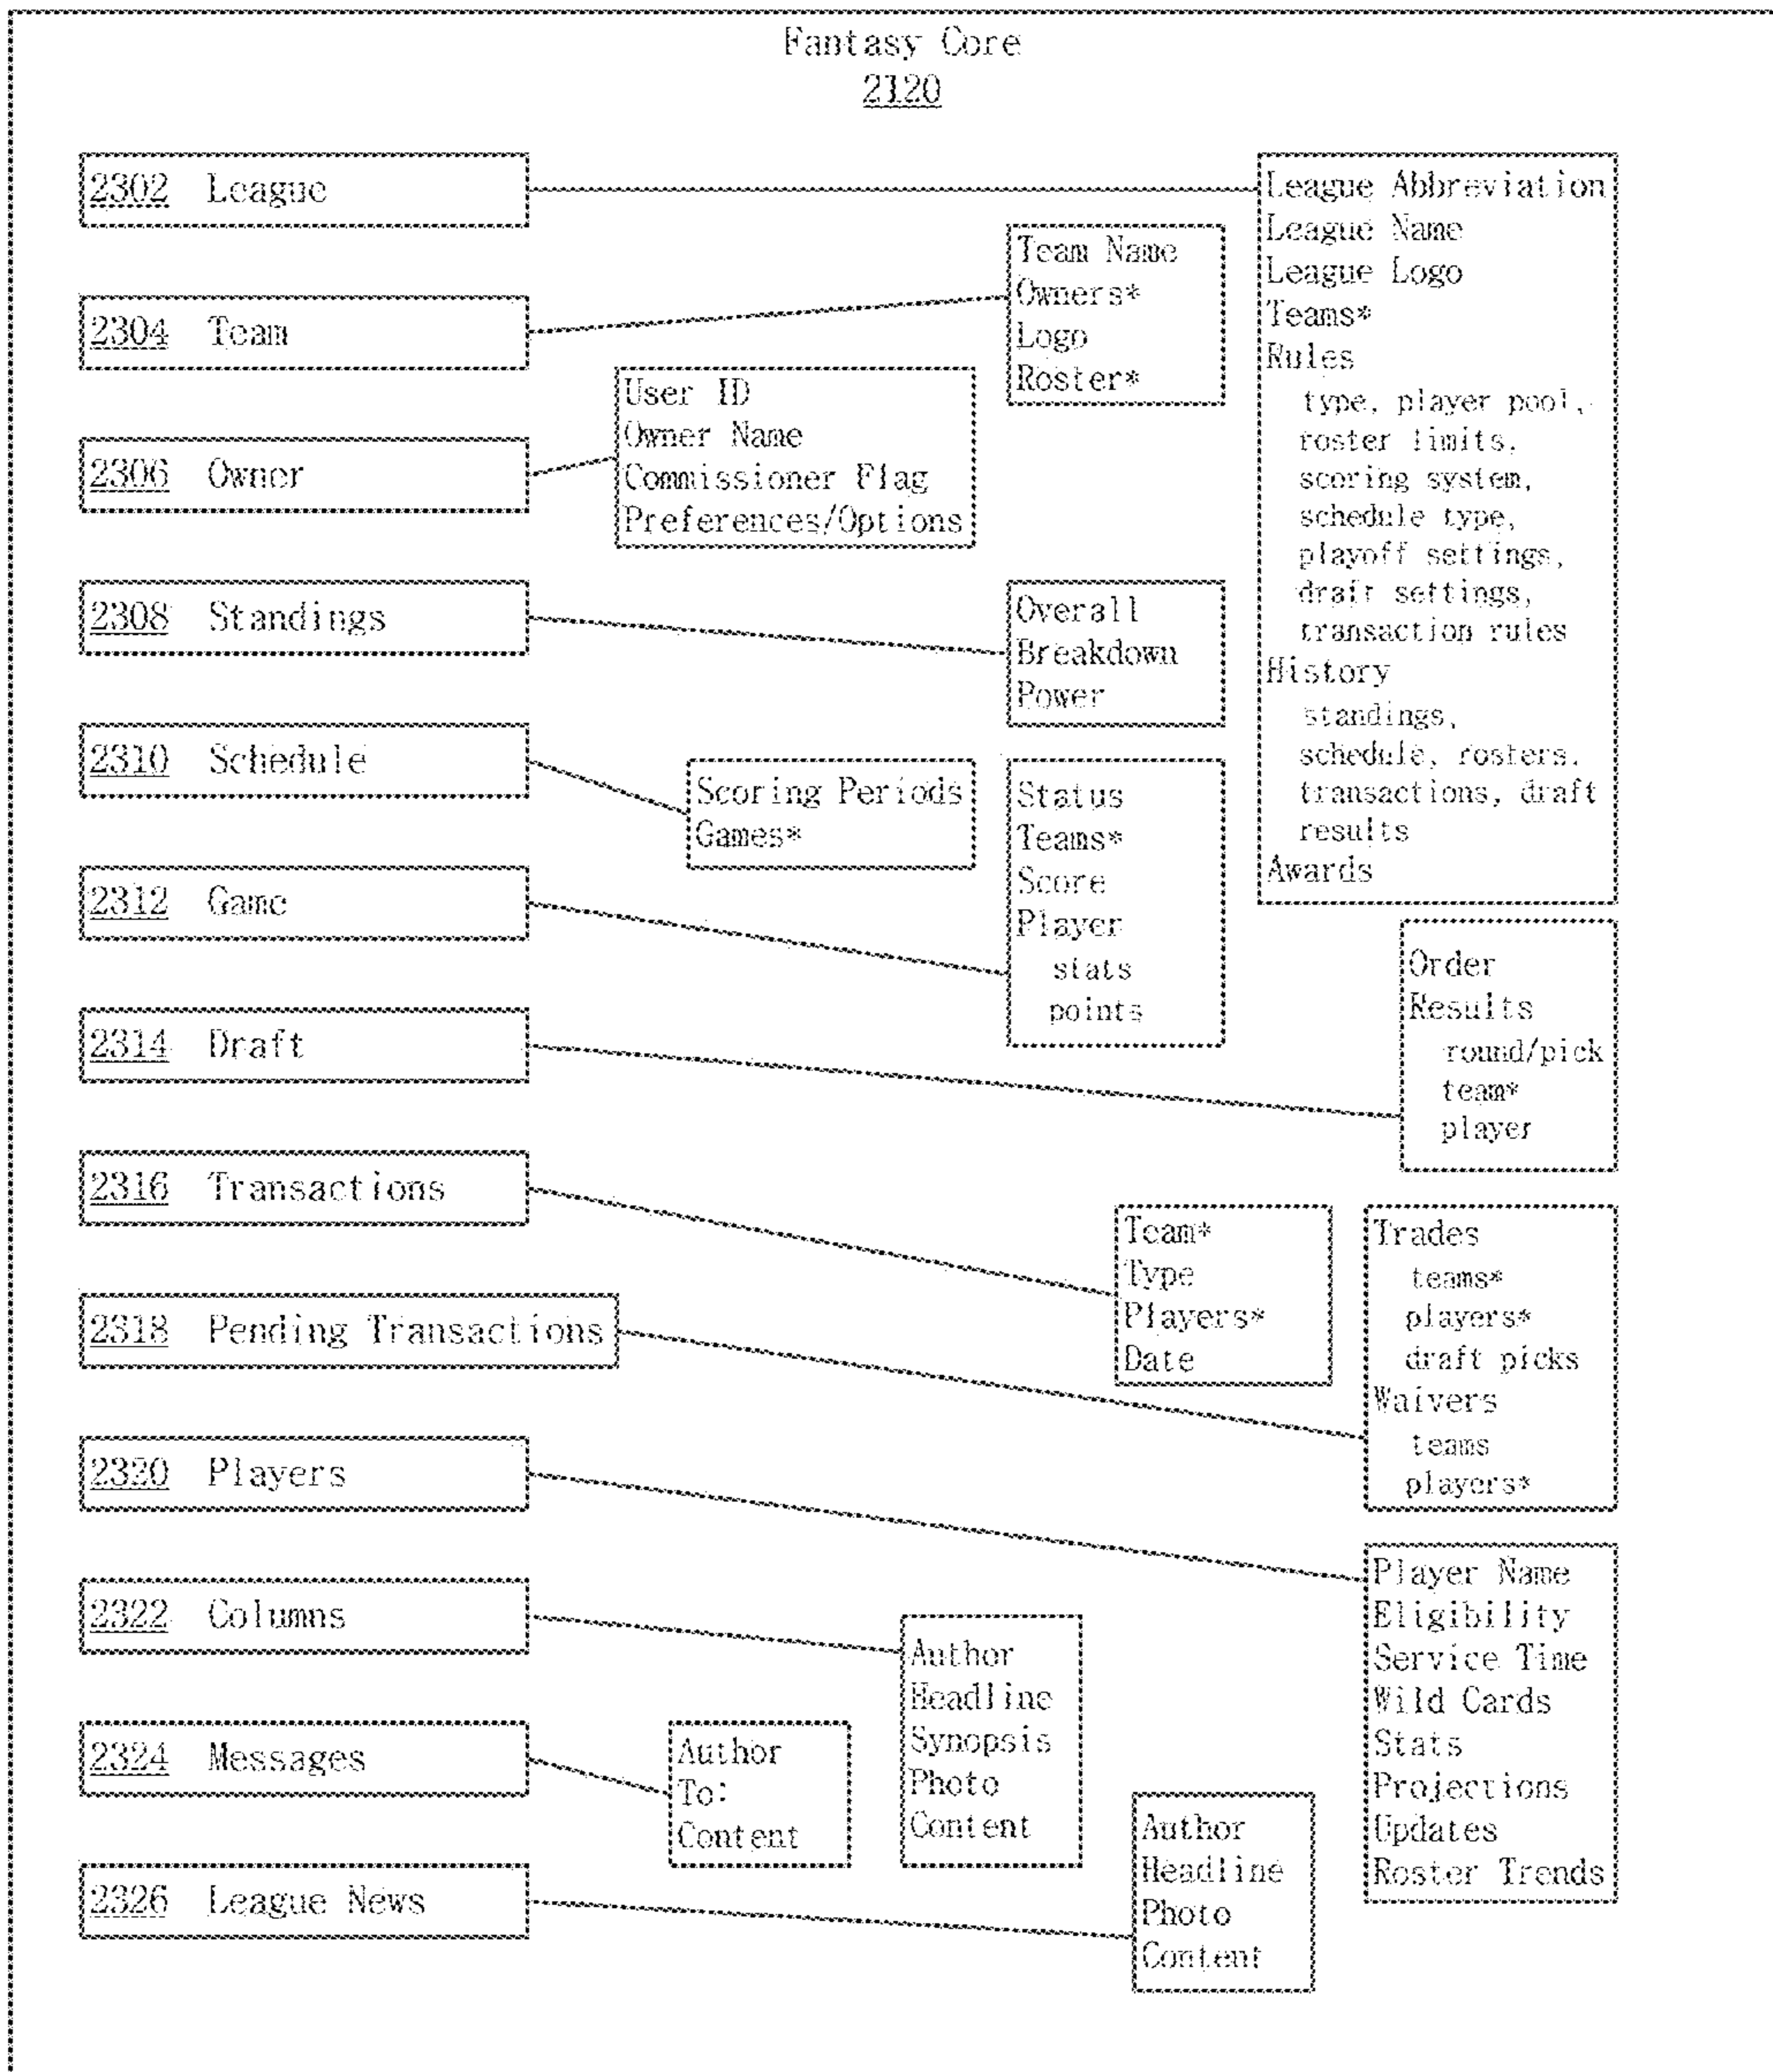 Fantasy Core
2120
2302 League
League Abbreviation
League Name
League Logo
Teams*
Rules
type, player pool,
roster limits,
scoring system,
schedule type,
playoff settings,
draft settings,
transaction rules
History
standings,
schedule, rosters,
transactions, draft
results
Awards
2304 Team
Team Name
Owners*
Logo
Roster*
2306 Owner
User ID
Owner Name
Commissioner Flag
Preferences/Options
2308 Standings
Overall
Breakdown
Power
2310 Schedule
Scoring Periods
Games*
2312 Game
Status
Teams*
Score
Player
stats
points
2314 Draft
Order
Results
round/pick
team*
player
2316 Transactions
Team*
Type
Players*
Date
2318 Pending Transactions
Trades
teams*
players*
draft picks
Waivers
teams
players*
2320 Players
Player Name
Eligibility
Service Time
Wild Cards
Stats
Projections
Updates
Roster Trends
2322 Columns
Author
Headline
Synopsis
Photo
Content
2324 Messages
Author
To:
Content
2326 League News
Author
Headline
Photo
Content